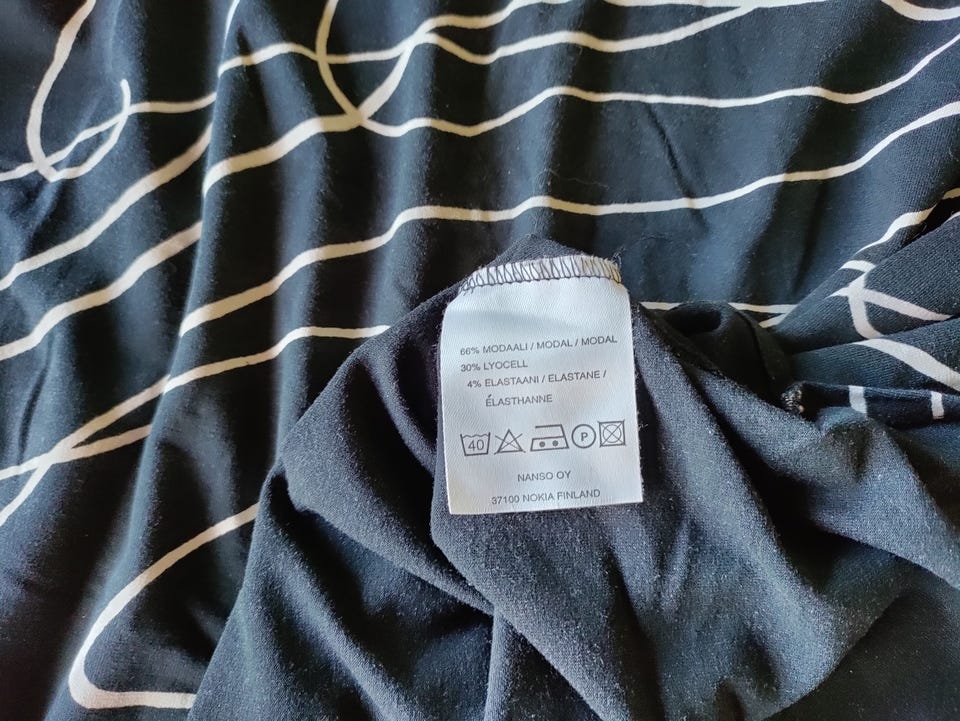 66% MODAALI / MODAL / MODAL
30% LYOCELL
4% ELASTAANI / ELASTANE /
ÉLASTHANNE
40 P
NANSO OY
37100 NOKIA FINLAND